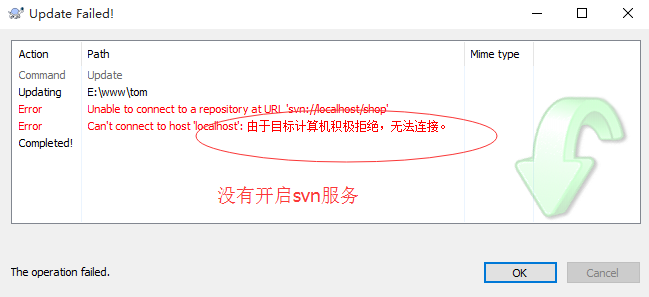 Update Failed!
Action Path Mime type
Command Update
Updating E:\www\tom
Error Unable to connect to a repository at URL 'svn://localhost/shop'
Error Can't connect to host 'localhost': 由于目标计算机积极拒绝，无法连接。
Completed!
没有开启svn服务
The operation failed.
OK Cancel